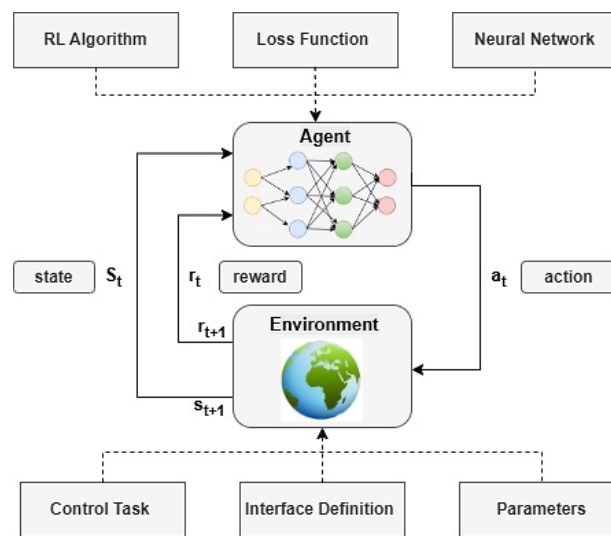 RL Algorithm
Loss Function
Neural Network
Agent
state
St
rt
reward
at
action
rt+1
Environment
st+1
Control Task
Interface Definition
Parameters